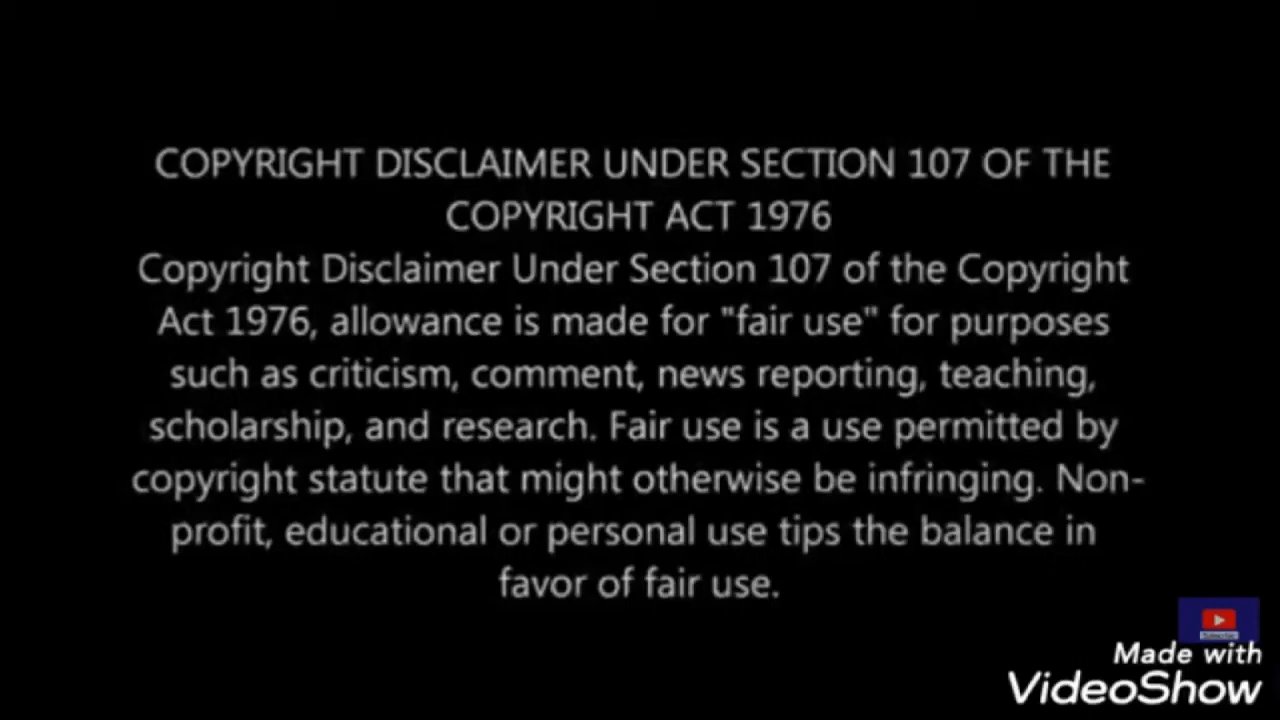 COPYRIGHT DISCLAIMER UNDER SECTION 107 OF THE
COPYRIGHT ACT 1976
Copyright Disclaimer Under Section 107 of the Copyright
Act 1976, allowance is made for "fair use" for purposes
such as criticism, comment, news reporting, teaching,
scholarship, and research. Fair use is a use permitted by
copyright statute that might otherwise be infringing. Non-
profit, educational or personal use tips the balance in
favor of fair use.
Made with
VideoShow